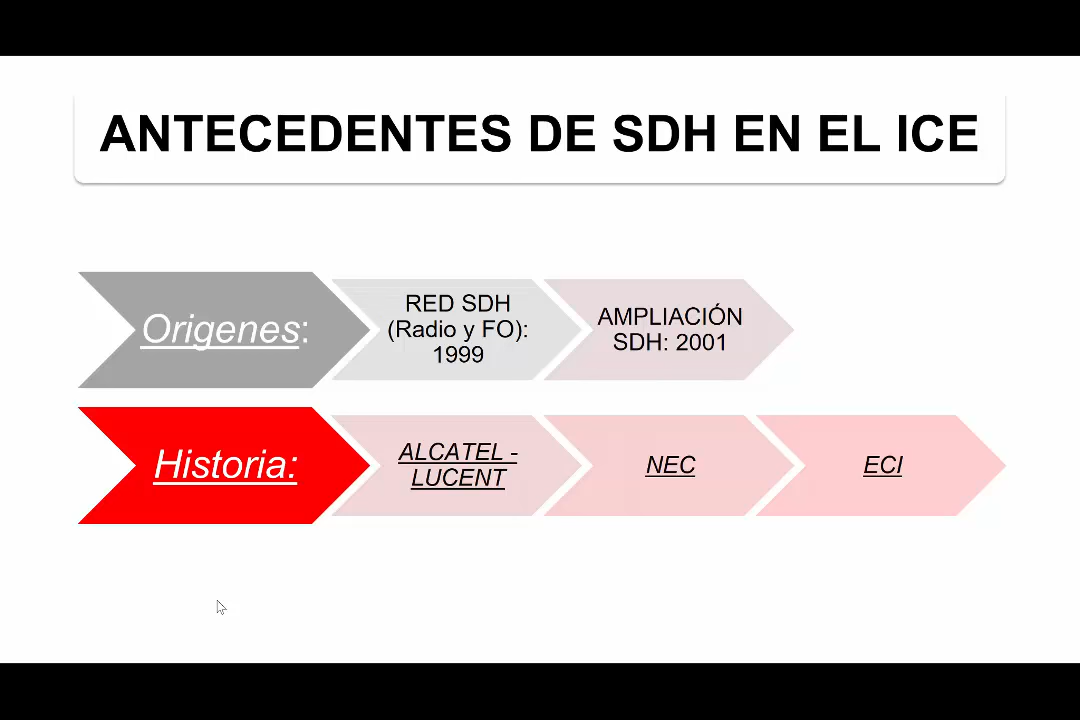 ANTECEDENTES DE SDH EN EL ICE
Origenes:
RED SDH
(Radio y FO):
1999
AMPLIACIÓN
SDH: 2001
Historia:
ALCATEL -
LUCENT
NEC
ECI